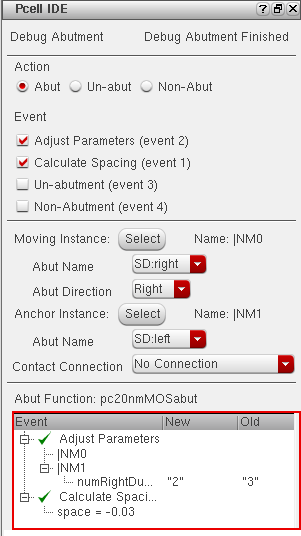 Pcell IDE
Debug Abutment Debug Abutment Finished
Action
Abut Un-abut Non-Abut
Event
Adjust Parameters (event 2)
Calculate Spacing (event 1)
Un-abutment (event 3)
Non-Abutment (event 4)
Moving Instance: Select Name: |NM0
Abut Name SD:right
Abut Direction Right
Anchor Instance: Select Name: |NM1
Abut Name SD:left
Contact Connection No Connection
Abut Function: pc20nmMOSabut
Event New Old
Adjust Parameters
|NM0
|NM1
numRightDu... "2" "3"
Calculate Spaci...
space = -0.03